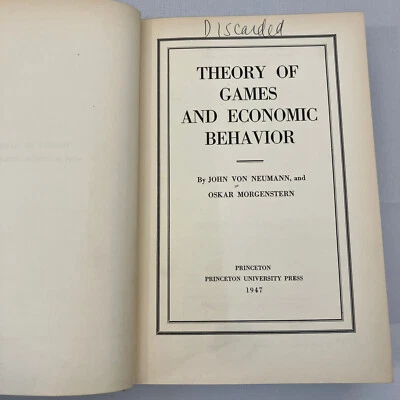 Discarded
THEORY OF
GAMES
AND ECONOMIC
BEHAVIOR
By JOHN VON NEUMANN, and
OSKAR MORGENSTERN
PRINCETON
PRINCETON UNIVERSITY PRESS
1947